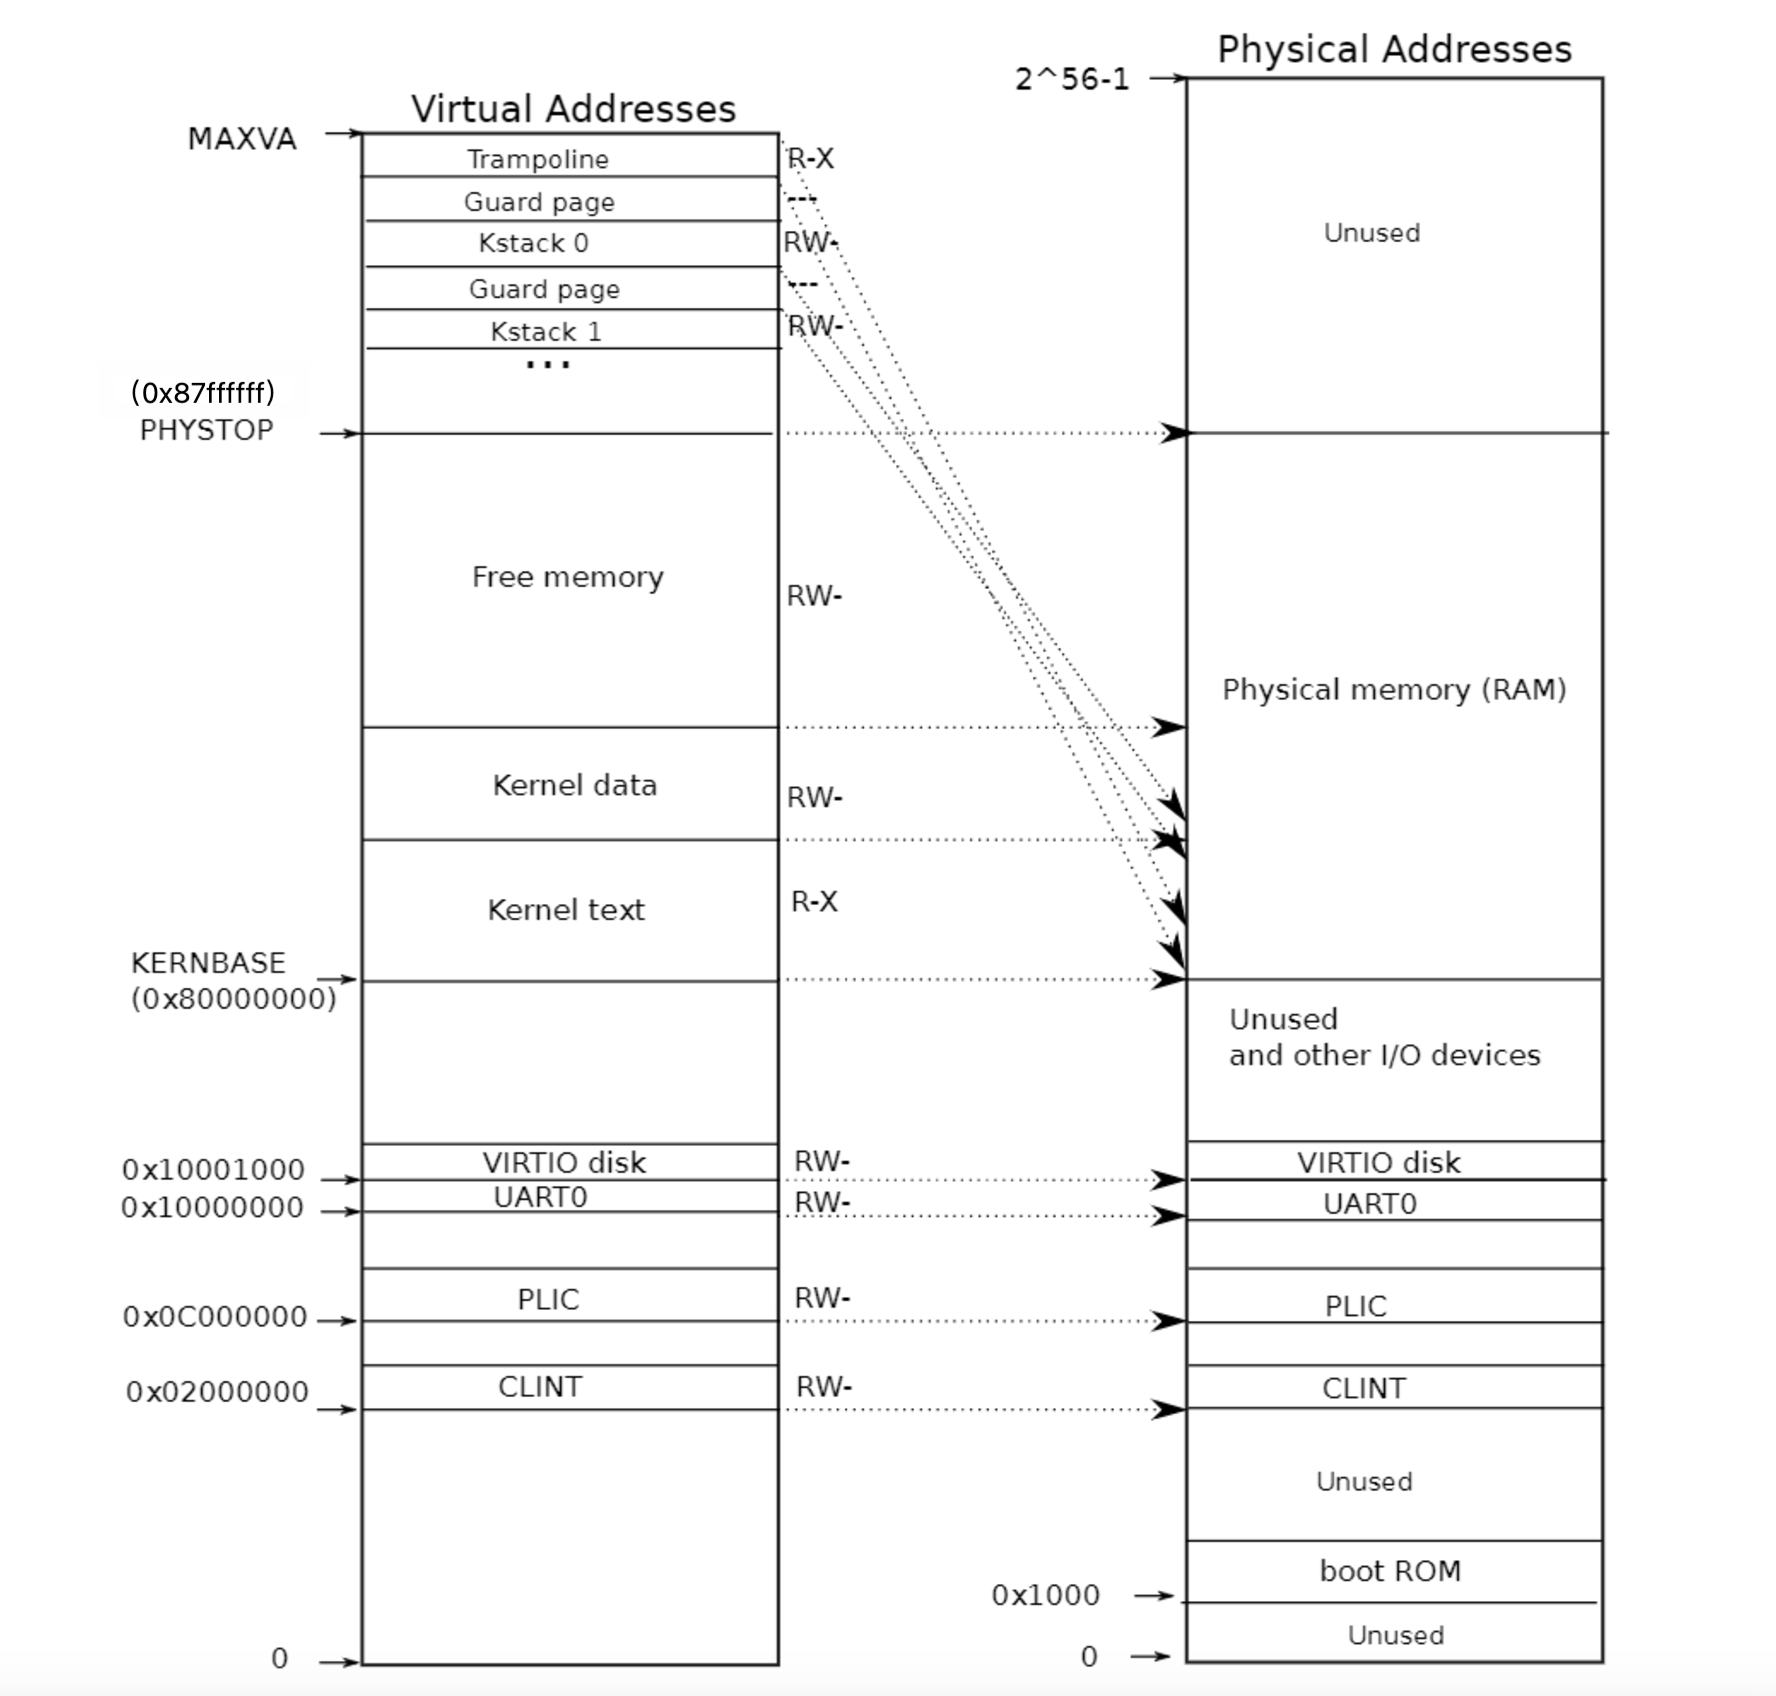 Physical Addresses
2^56-1
Virtual Addresses
MAXVA
Trampoline
R-X
Guard page
---
Kstack 0
RW-
Unused
Guard page
---
Kstack 1
RW-
...
(0x87ffffff)
PHYSTOP
Free memory
RW-
Physical memory (RAM)
Kernel data
RW-
Kernel text
R-X
KERNBASE
(0x80000000)
Unused
and other I/O devices
0x10001000
VIRTIO disk
RW-
VIRTIO disk
0x10000000
UART0
RW-
UART0
0x0C000000
PLIC
RW-
PLIC
0x02000000
CLINT
RW-
CLINT
Unused
boot ROM
0x1000
Unused
0
0